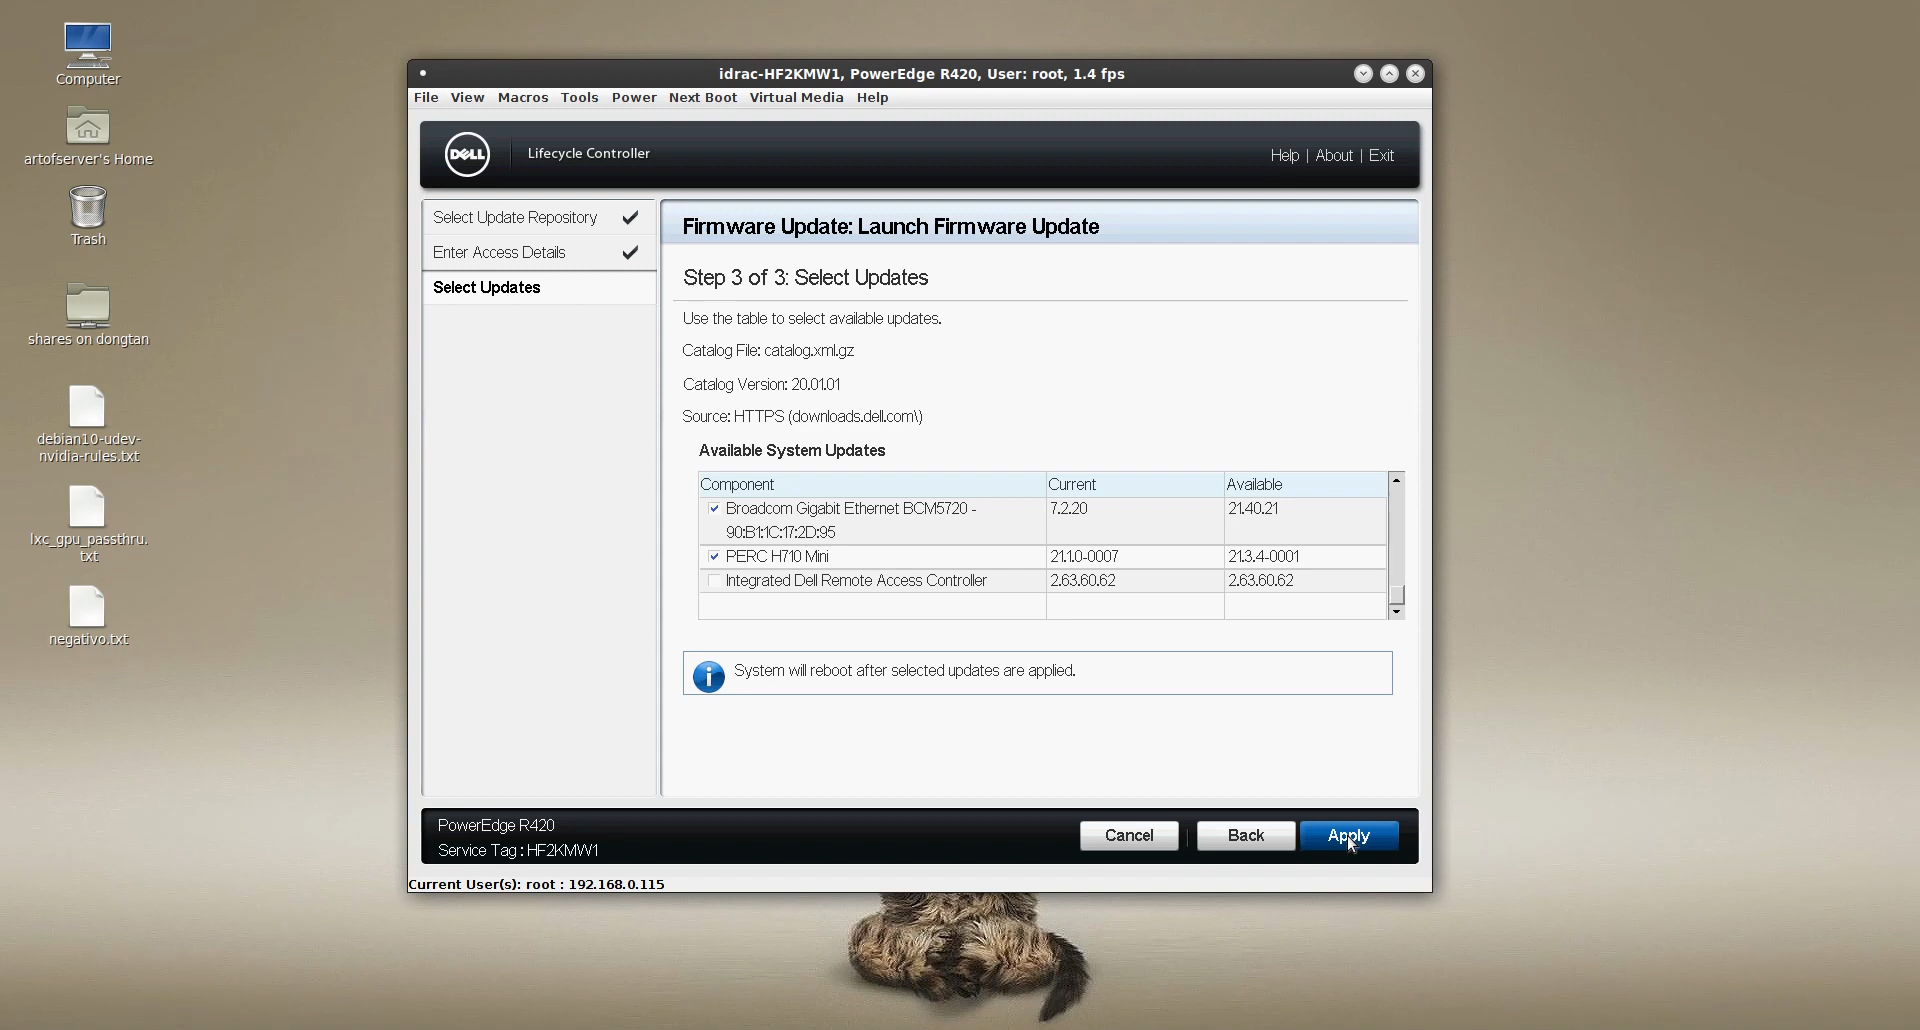 Computer
artofserver's Home
Trash
shares on dongtan
debian10-udev-
nvidia-rules.txt
lxc_gpu_passthru.
txt
negativo.txt
idrac-HF2KMW1, PowerEdge R420, User: root, 1.4 fps
File View Macros Tools Power Next Boot Virtual Media Help
DELL
Lifecycle Controller
Help | About | Exit
Select Update Repository
Enter Access Details
Select Updates
Firmware Update: Launch Firmware Update
Step 3 of 3: Select Updates
Use the table to select available updates.
Catalog File: catalog.xml.gz
Catalog Version: 20.01.01
Source: HTTPS (downloads.dell.com\)
Available System Updates
Component Current Available
Broadcom Gigabit Ethernet BCM5720 - 7.2.20 21.40.21
90:B1:1C:17:2D:95
PERC H710 Mini 21.1.0-0007 21.3.4-0001
Integrated Dell Remote Access Controller 2.63.60.62 2.63.60.62
System will reboot after selected updates are applied.
PowerEdge R420
Service Tag : HF2KMW1
Cancel Back Apply
Current User(s): root : 192.168.0.115